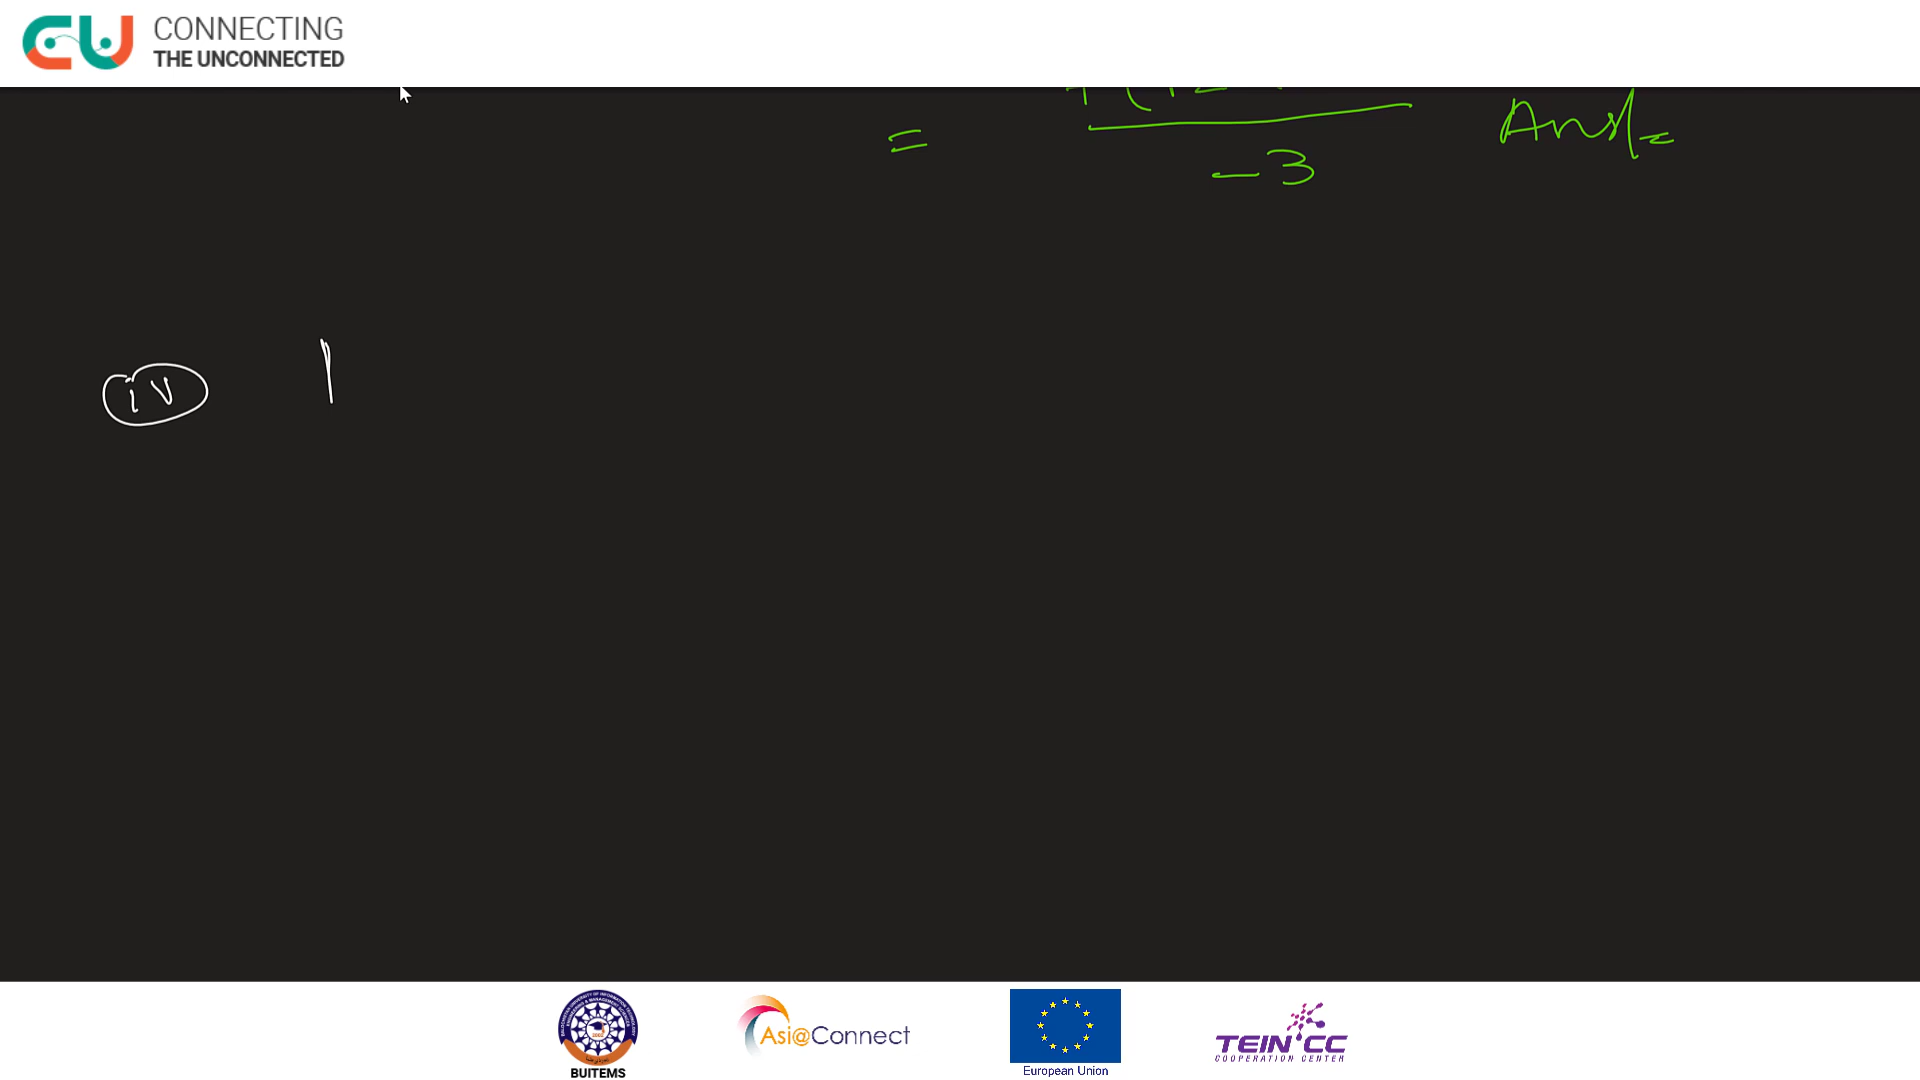 CONNECTING
THE UNCONNECTED
= 
-3
Ans
iv
BUITEMS
Asi@Connect
European Union
TEIN CC
COOPERATION CENTER